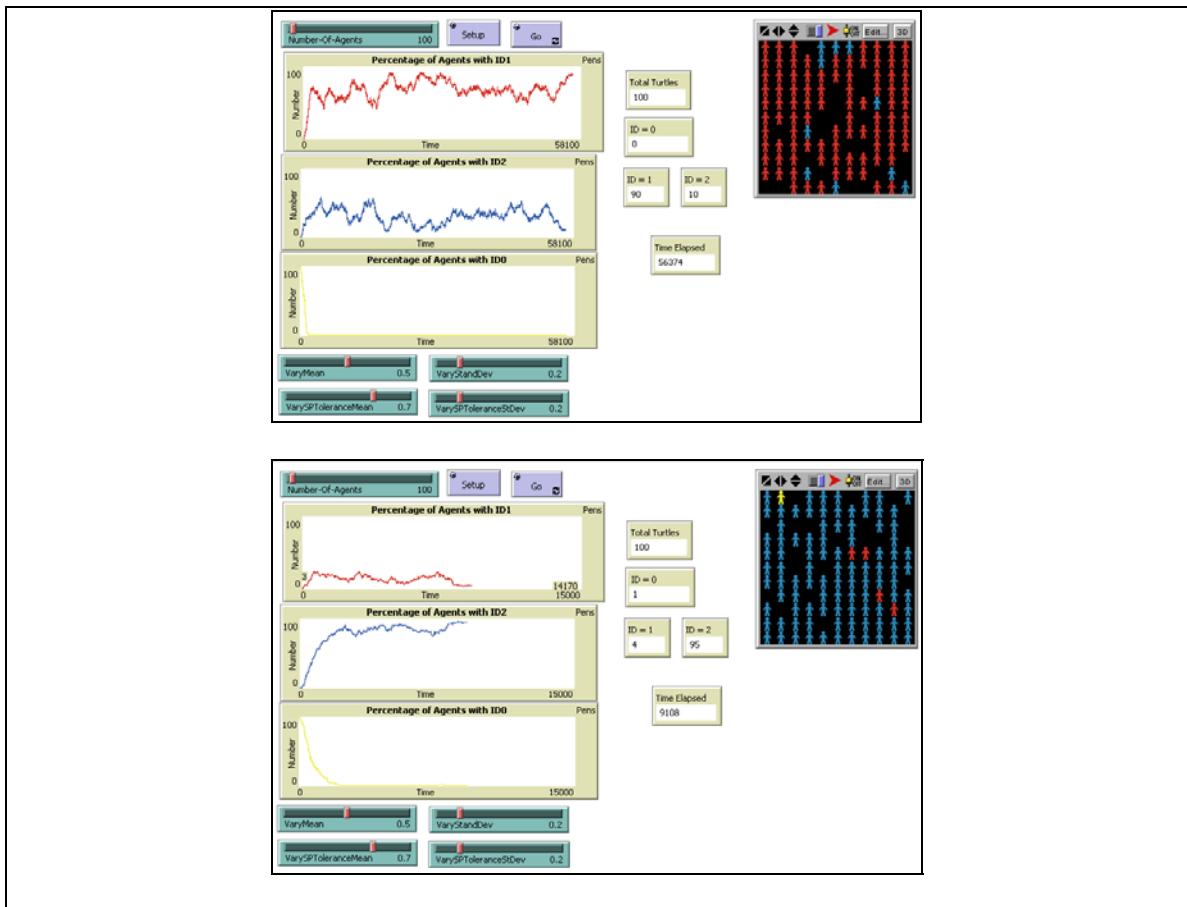 Number-Of-Agents 100
Setup
Go
Edit... 3D
Percentage of Agents with ID1
Pens
100
Number
0
0 Time 58100
Total Turtles
100
ID = 0
0
ID = 1
90
ID = 2
10
Time Elapsed
56374
Percentage of Agents with ID2
Pens
100
Number
0
0 Time 58100
Percentage of Agents with ID0
Pens
100
Number
0
0 Time 58100
VaryMean 0.5
VaryStandDev 0.2
VarySPToleranceMean 0.7
VarySPToleranceStDev 0.2
Number-Of-Agents 100
Setup
Go
Edit... 3D
Percentage of Agents with ID1
Pens
100
Number
3
0
14170
0 Time 15000
Total Turtles
100
ID = 0
1
ID = 1
4
ID = 2
95
Time Elapsed
9108
Percentage of Agents with ID2
Pens
100
Number
0
0 Time 15000
Percentage of Agents with ID0
Pens
100
Number
0
0 Time 15000
VaryMean 0.5
VaryStandDev 0.2
VarySPToleranceMean 0.7
VarySPToleranceStDev 0.2